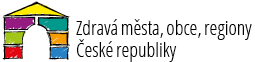 Zdravá města, obce, regiony
České republiky